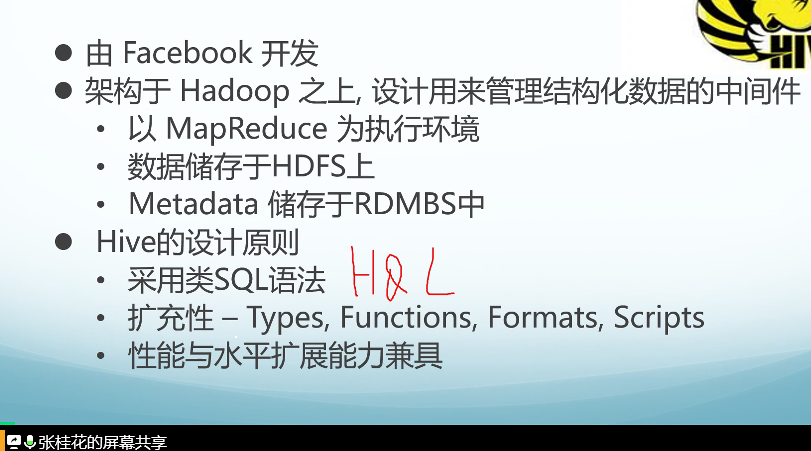 HIV
● 由 Facebook 开发
● 架构于 Hadoop 之上, 设计用来管理结构化数据的中间件
• 以 MapReduce 为执行环境
• 数据储存于HDFS上
• Metadata 储存于RDMBS中
● Hive的设计原则
• 采用类SQL语法 HQL
• 扩充性 – Types, Functions, Formats, Scripts
• 性能与水平扩展能力兼具
张桂花的屏幕共享